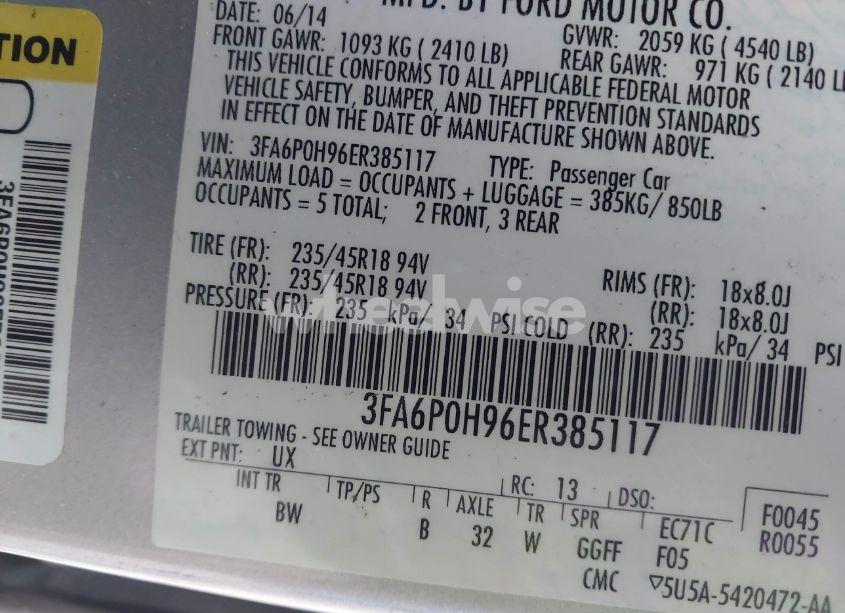 MFD. BY FORD MOTOR CO.
DATE: 06/14 GVWR: 2059 KG ( 4540 LB)
FRONT GAWR: 1093 KG ( 2410 LB) REAR GAWR: 971 KG ( 2140 LB
THIS VEHICLE CONFORMS TO ALL APPLICABLE FEDERAL MOTOR
VEHICLE SAFETY, BUMPER, AND THEFT PREVENTION STANDARDS
IN EFFECT ON THE DATE OF MANUFACTURE SHOWN ABOVE.
VIN: 3FA6P0H96ER385117 TYPE: Passenger Car
MAXIMUM LOAD = OCCUPANTS + LUGGAGE = 385KG/ 850LB
OCCUPANTS = 5 TOTAL; 2 FRONT, 3 REAR
TIRE (FR): 235/45R18 94V RIMS (FR): 18x8.0J
(RR): 235/45R18 94V (RR): 18x8.0J
PRESSURE (FR): 235 kPa/ 34 PSI COLD (RR): 235 kPa/ 34 PSI
wheelwise
3FA6P0H96ER385117
TRAILER TOWING - SEE OWNER GUIDE
EXT PNT: UX RC: 13 DSO: F0045
INT TR TP/PS R AXLE TR SPR EC71C R0055
BW B 32 W GGFF F05
CMC ▽5U5A-5420472-AA
TION